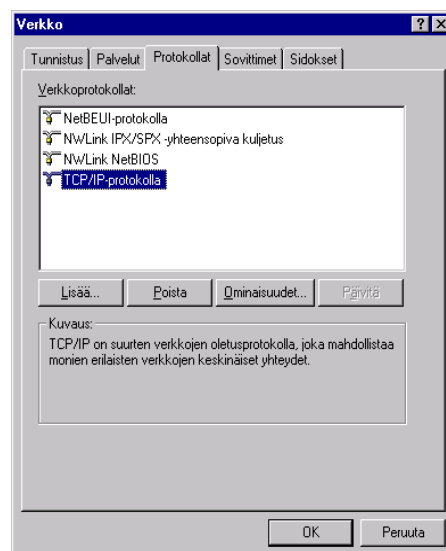 Verkko
Tunnistus Palvelut Protokollat Sovittimet Sidokset
Verkkoprotokollat:
NetBEUI-protokolla
NWLink IPX/SPX -yhteensopiva kuljetus
NWLink NetBIOS
TCP/IP-protokolla
Lisää... Poista Ominaisuudet... Päivitä
Kuvaus:
TCP/IP on suurten verkkojen oletusprotokolla, joka mahdollistaa
monien erilaisten verkkojen keskinäiset yhteydet.
OK Peruuta